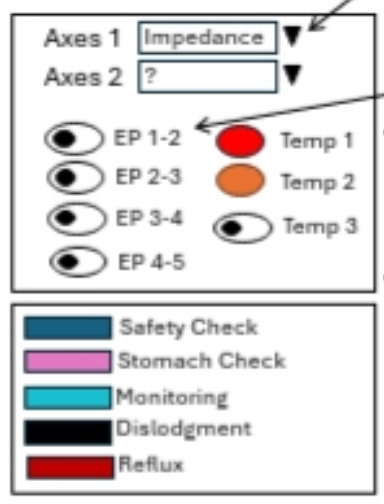 Axes 1 Impedance
Axes 2 ?
EP 1-2 Temp 1
EP 2-3 Temp 2
EP 3-4 Temp 3
EP 4-5
Safety Check
Stomach Check
Monitoring
Dislodgment
Reflux